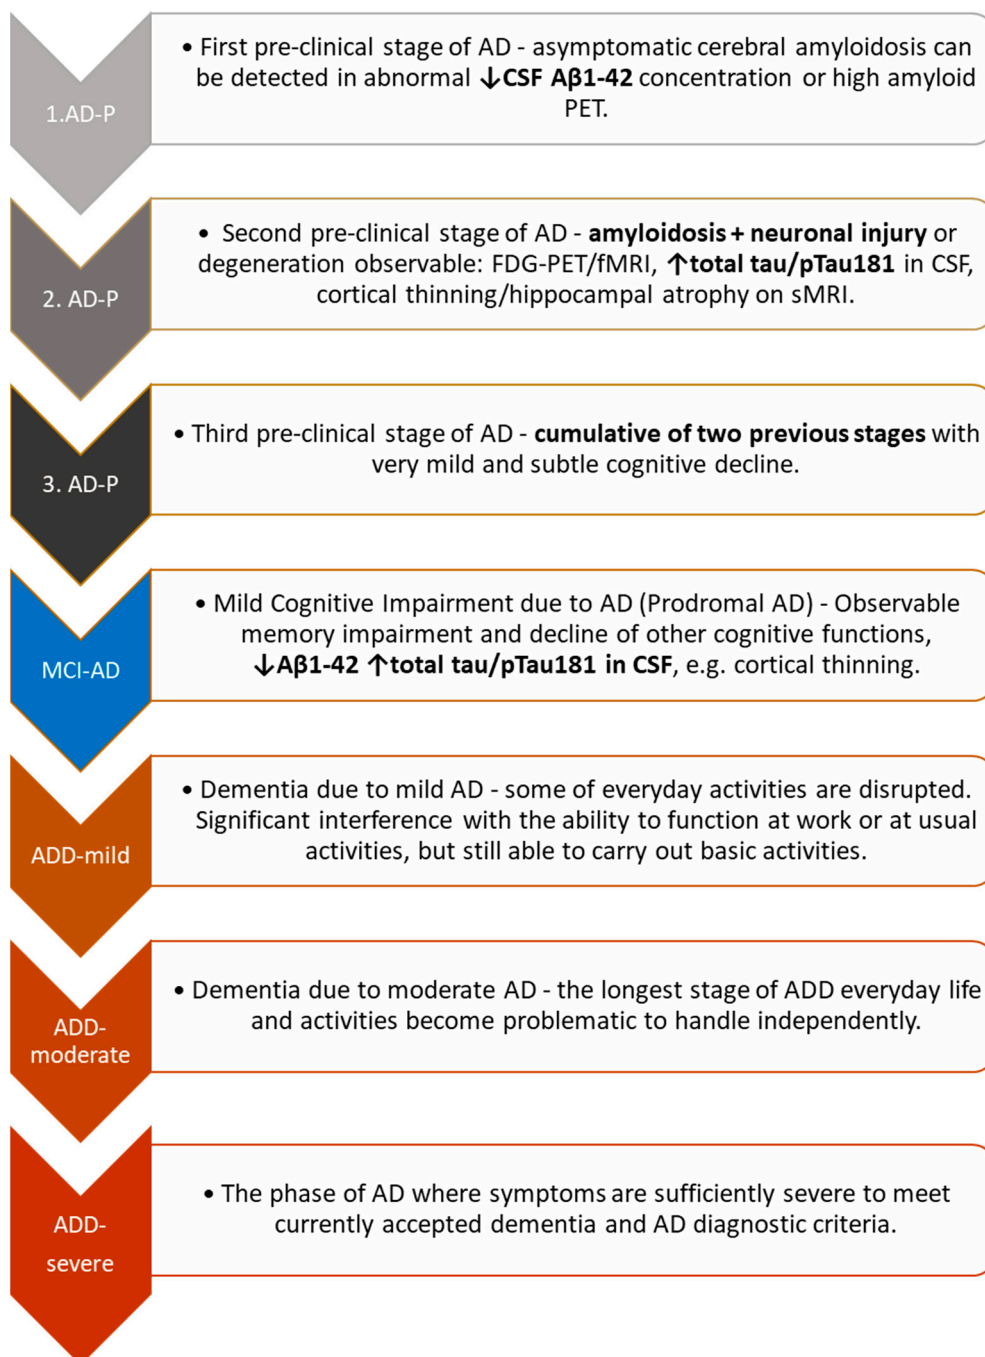 1.AD-P
• First pre-clinical stage of AD - asymptomatic cerebral amyloidosis can
be detected in abnormal ↓CSF Aβ1-42 concentration or high amyloid
PET.
2. AD-P
• Second pre-clinical stage of AD - amyloidosis + neuronal injury or
degeneration observable: FDG-PET/fMRI, ↑total tau/pTau181 in CSF,
cortical thinning/hippocampal atrophy on sMRI.
3. AD-P
• Third pre-clinical stage of AD - cumulative of two previous stages with
very mild and subtle cognitive decline.
MCI-AD
• Mild Cognitive Impairment due to AD (Prodromal AD) - Observable
memory impairment and decline of other cognitive functions,
↓Aβ1-42 ↑total tau/pTau181 in CSF, e.g. cortical thinning.
ADD-mild
• Dementia due to mild AD - some of everyday activities are disrupted.
Significant interference with the ability to function at work or at usual
activities, but still able to carry out basic activities.
ADD-
moderate
• Dementia due to moderate AD - the longest stage of ADD everyday life
and activities become problematic to handle independently.
ADD-
severe
• The phase of AD where symptoms are sufficiently severe to meet
currently accepted dementia and AD diagnostic criteria.